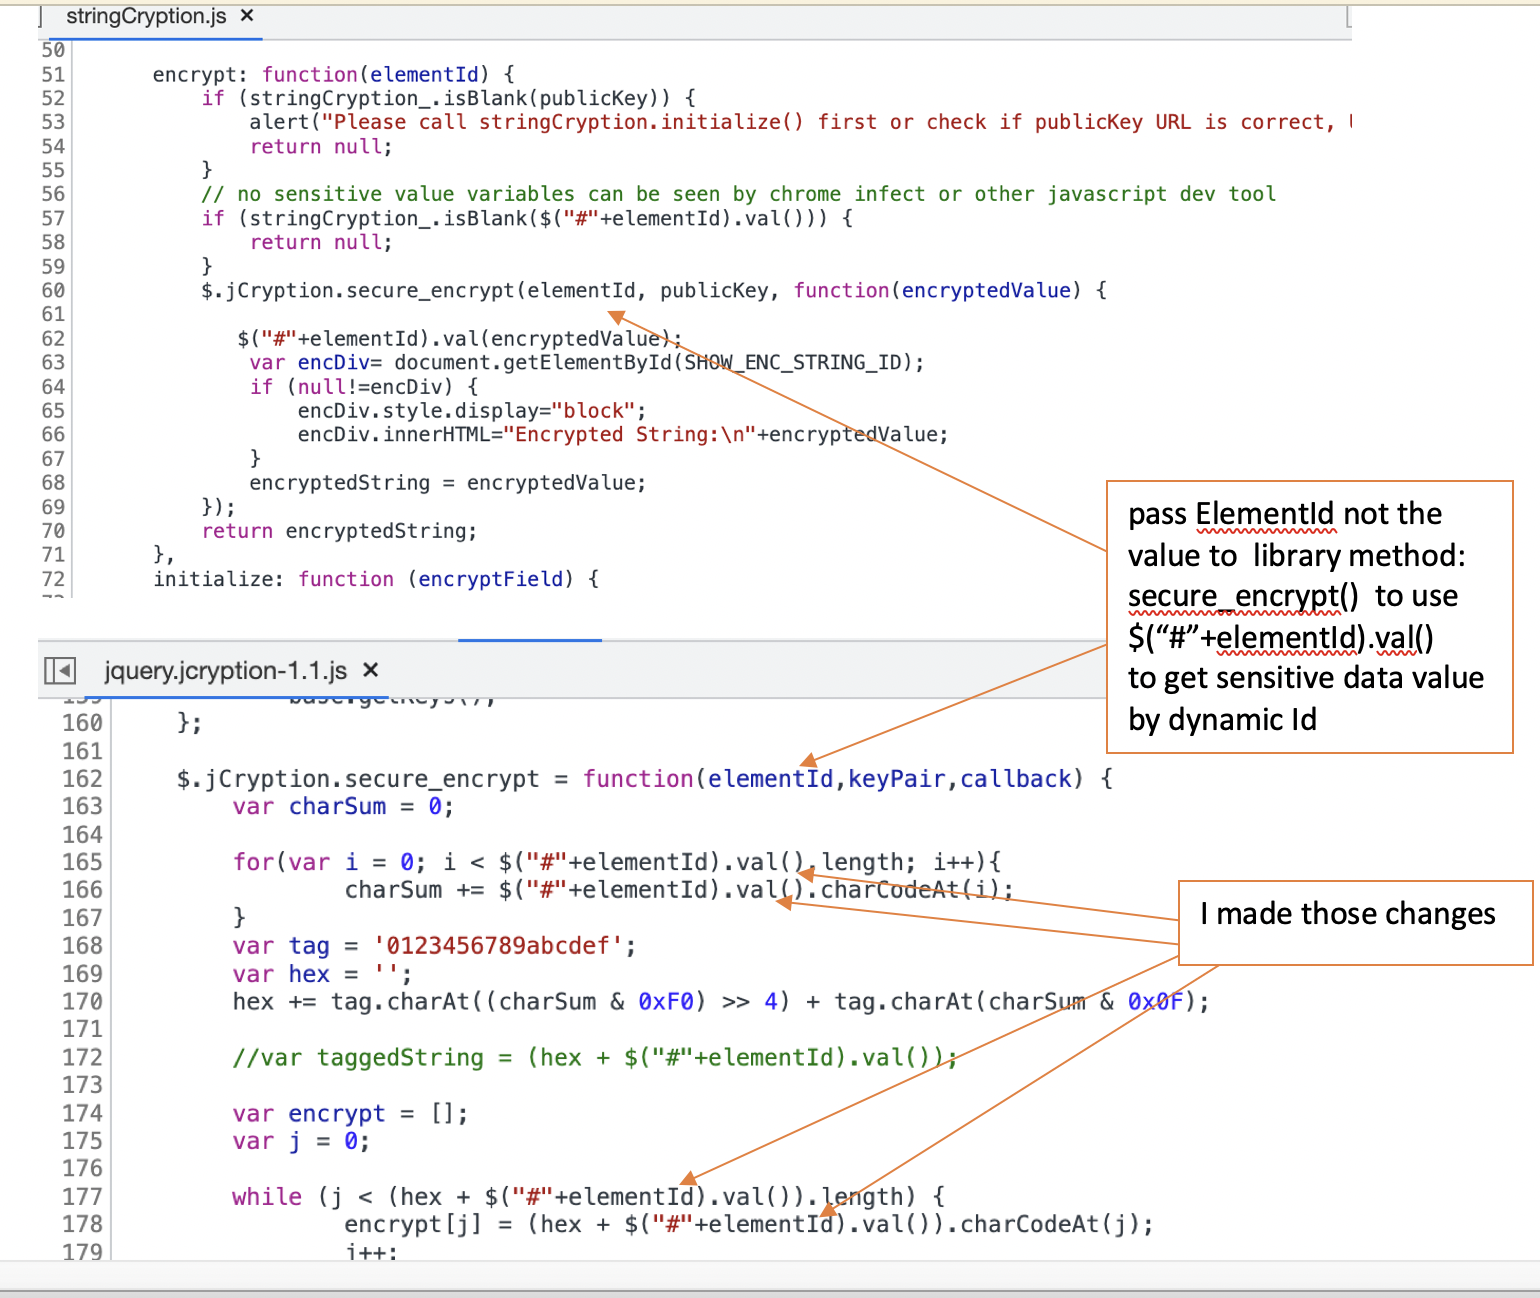 stringCryption.js ×
50
51 encrypt: function(elementId) {
52 if (stringCryption_.isBlank(publicKey)) {
53 alert("Please call stringCryption.initialize() first or check if publicKey URL is correct,
54 return null;
55 }
56 // no sensitive value variables can be seen by chrome infect or other javascript dev tool
57 if (stringCryption_.isBlank($("#"+elementId).val())) {
58 return null;
59 }
60 $.jCryption.secure_encrypt(elementId, publicKey, function(encryptedValue) {
61
62 $("#"+elementId).val(encryptedValue);
63 var encDiv= document.getElementById(SHOW_ENC_STRING_ID);
64 if (null!=encDiv) {
65 encDiv.style.display="block";
66 encDiv.innerHTML="Encrypted String:\n"+encryptedValue;
67 }
68 encryptedString = encryptedValue;
69 });
70 return encryptedString;
71 },
72 initialize: function (encryptField) {
pass ElementId not the
value to library method:
secure_encrypt() to use
$(“#”+elementId).val()
to get sensitive data value
by dynamic Id
jquery.jcryption-1.1.js ×
159 base.getKeys();
160 };
161
162 $.jCryption.secure_encrypt = function(elementId,keyPair,callback) {
163 var charSum = 0;
164
165 for(var i = 0; i < $("#"+elementId).val().length; i++){
166 charSum += $("#"+elementId).val().charCodeAt(i);
167 }
168 var tag = '0123456789abcdef';
169 var hex = '';
170 hex += tag.charAt((charSum & 0xF0) >> 4) + tag.charAt(charSum & 0x0F);
171
172 //var taggedString = (hex + $("#"+elementId).val());
173
174 var encrypt = [];
175 var j = 0;
176
177 while (j < (hex + $("#"+elementId).val()).length) {
178 encrypt[j] = (hex + $("#"+elementId).val()).charCodeAt(j);
179 j++;
I made those changes